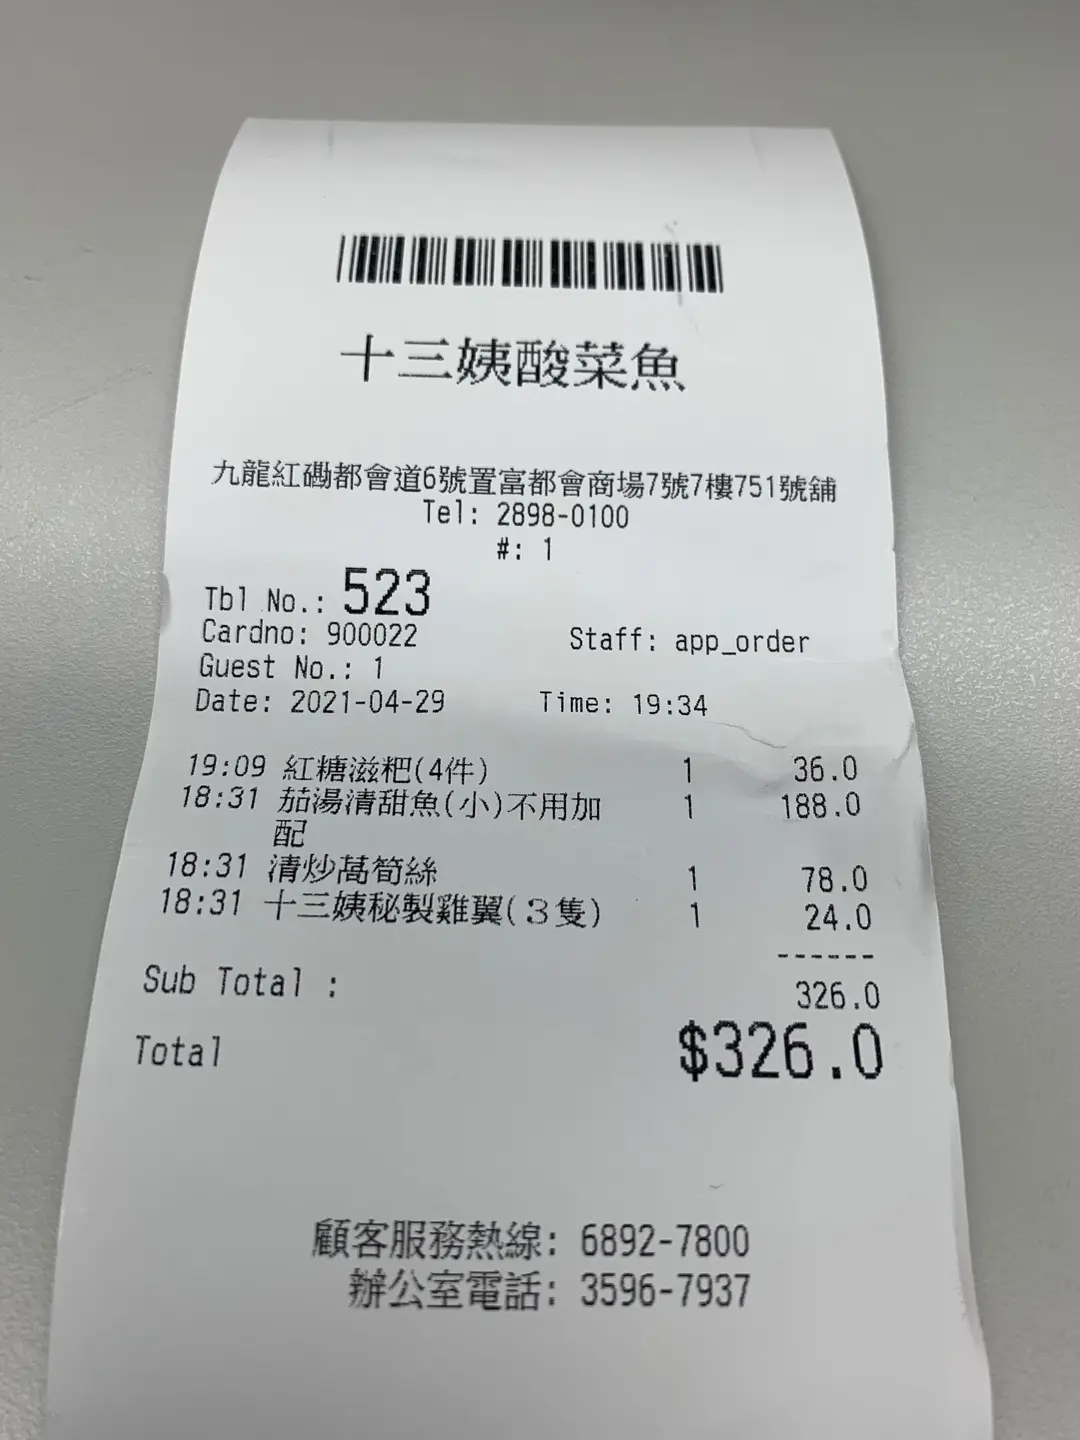 十三姨酸菜魚
九龍紅磡都會道6號置富都會商場7號7樓751號舖
Tel: 2898-0100
#: 1
Tbl No.: 523
Cardno: 900022 Staff: app_order
Guest No.: 1
Date: 2021-04-29 Time: 19:34
19:09 紅糖滋粑(4件) 1 36.0
18:31 茄湯清甜魚(小)不用加 1 188.0
配
18:31 清炒萵筍絲 1 78.0
18:31 十三姨秘製雞翼(３隻) 1 24.0
------
Sub Total : 326.0
Total $326.0
顧客服務熱線: 6892-7800
辦公室電話: 3596-7937